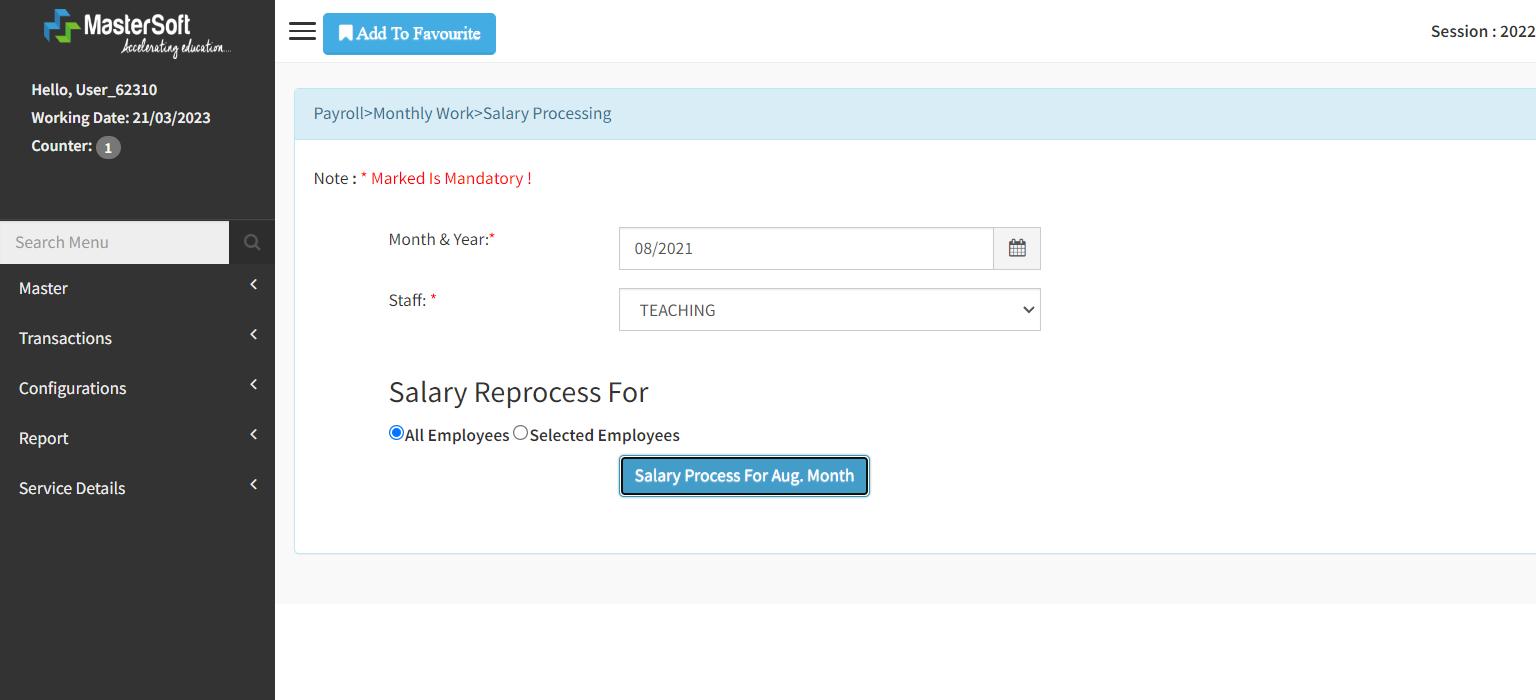 MasterSoft
Accelerating education....
Hello, User_62310
Working Date: 21/03/2023
Counter: 1
Search Menu
Master
Transactions
Configurations
Report
Service Details
Add To Favourite
Session : 2022
Payroll>Monthly Work>Salary Processing
Note : * Marked Is Mandatory !
Month & Year:*
08/2021
Staff: *
TEACHING
Salary Reprocess For
All Employees Selected Employees
Salary Process For Aug. Month